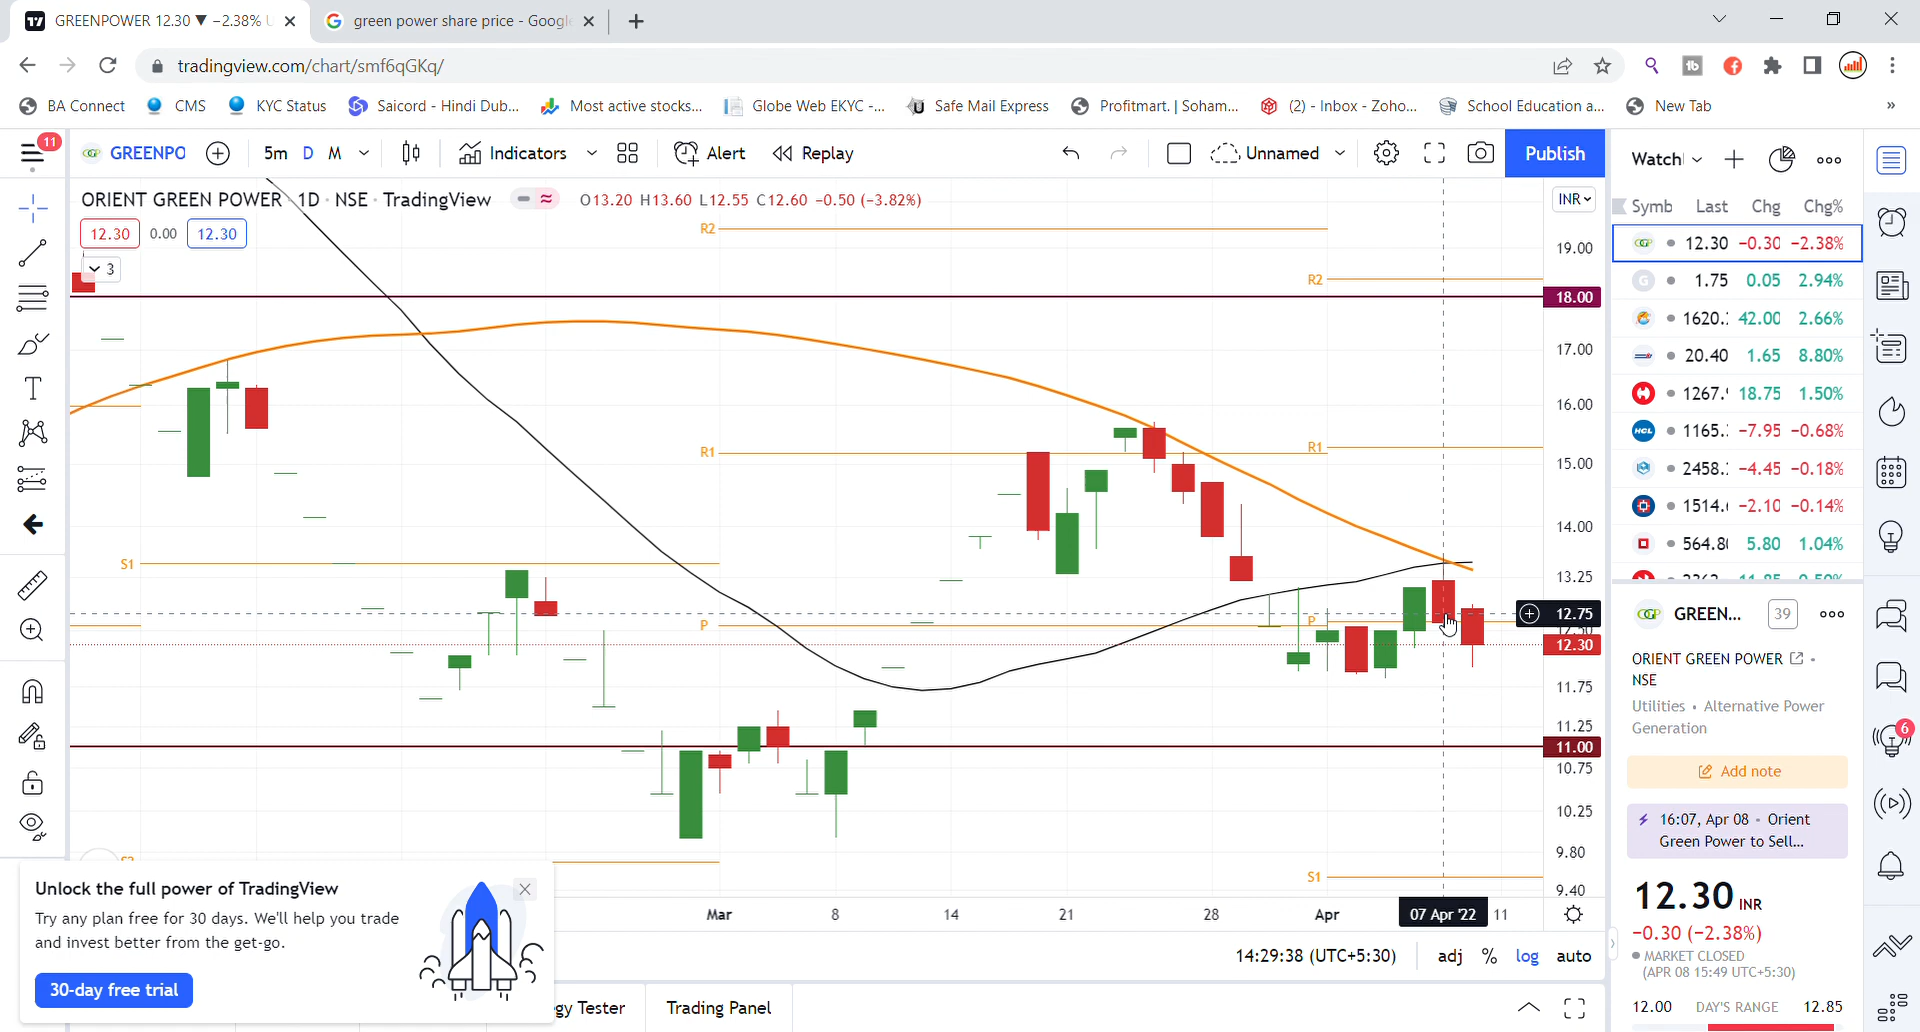 GREENPOWER 12.30 ▼ −2.38% U
green power share price - Google
tradingview.com/chart/smf6qGKq/
BA Connect
CMS
KYC Status
Saicord - Hindi Dub...
Most active stocks...
Globe Web EKYC -...
Safe Mail Express
Profitmart. | Soham...
(2) - Inbox - Zoho...
School Education a...
New Tab
»
11
GREENPO
5m D M
Indicators
Alert
Replay
Unnamed
Publish
Watch
ORIENT GREEN POWER · 1D · NSE · TradingView
O13.20 H13.60 L12.55 C12.60 −0.50 (−3.82%)
INR
12.30 0.00 12.30
3
R2
R2
R1
R1
S1
P
P
S1
19.00
18.00
17.00
16.00
15.00
14.00
13.25
12.75
12.50
12.30
11.75
11.25
11.00
10.75
10.25
9.80
9.40
Mar 8 14 21 28 Apr 07 Apr '22 11
14:29:38 (UTC+5:30) adj % log auto
Symb Last Chg Chg%
12.30 −0.30 −2.38%
G 1.75 0.05 2.94%
1620. 42.00 2.66%
20.40 1.65 8.80%
1267. 18.75 1.50%
HCL 1165. −7.95 −0.68%
2458. −4.45 −0.18%
1514. −2.10 −0.14%
564.80 5.80 1.04%
GREEN... 39
ORIENT GREEN POWER •
NSE
Utilities • Alternative Power
Generation
Add note
16:07, Apr 08 • Orient
Green Power to Sell...
12.30 INR
−0.30 (−2.38%)
MARKET CLOSED
(APR 08 15:49 UTC+5:30)
12.00 DAY'S RANGE 12.85
6
Unlock the full power of TradingView
Try any plan free for 30 days. We'll help you trade
and invest better from the get-go.
30-day free trial
gy Tester
Trading Panel